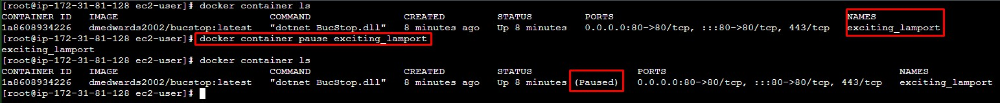 [root@ip-172-31-81-128 ec2-user]# docker container ls
CONTAINER ID   IMAGE                          COMMAND                CREATED         STATUS         PORTS                                        NAMES
1a8608934226   dmedwards2002/bucstop:latest   "dotnet BucStop.dll"   8 minutes ago   Up 8 minutes   0.0.0.0:80->80/tcp, :::80->80/tcp, 443/tcp   exciting_lamport
[root@ip-172-31-81-128 ec2-user]# docker container pause exciting_lamport
exciting_lamport
[root@ip-172-31-81-128 ec2-user]# docker container ls
CONTAINER ID   IMAGE                          COMMAND                CREATED         STATUS                  PORTS                                        NAMES
1a8608934226   dmedwards2002/bucstop:latest   "dotnet BucStop.dll"   8 minutes ago   Up 8 minutes (Paused)   0.0.0.0:80->80/tcp, :::80->80/tcp, 443/tcp   exciting_lamport
[root@ip-172-31-81-128 ec2-user]#